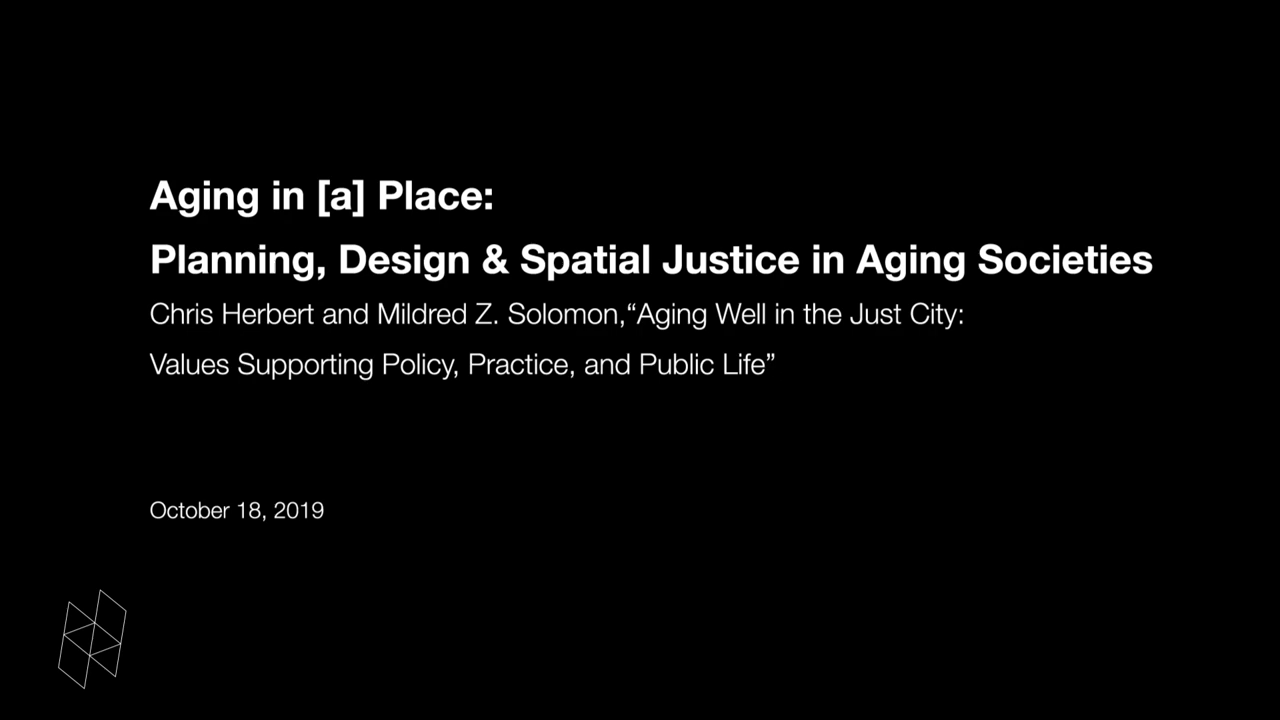 Aging in [a] Place:
Planning, Design & Spatial Justice in Aging Societies
Chris Herbert and Mildred Z. Solomon,“Aging Well in the Just City:
Values Supporting Policy, Practice, and Public Life”
October 18, 2019